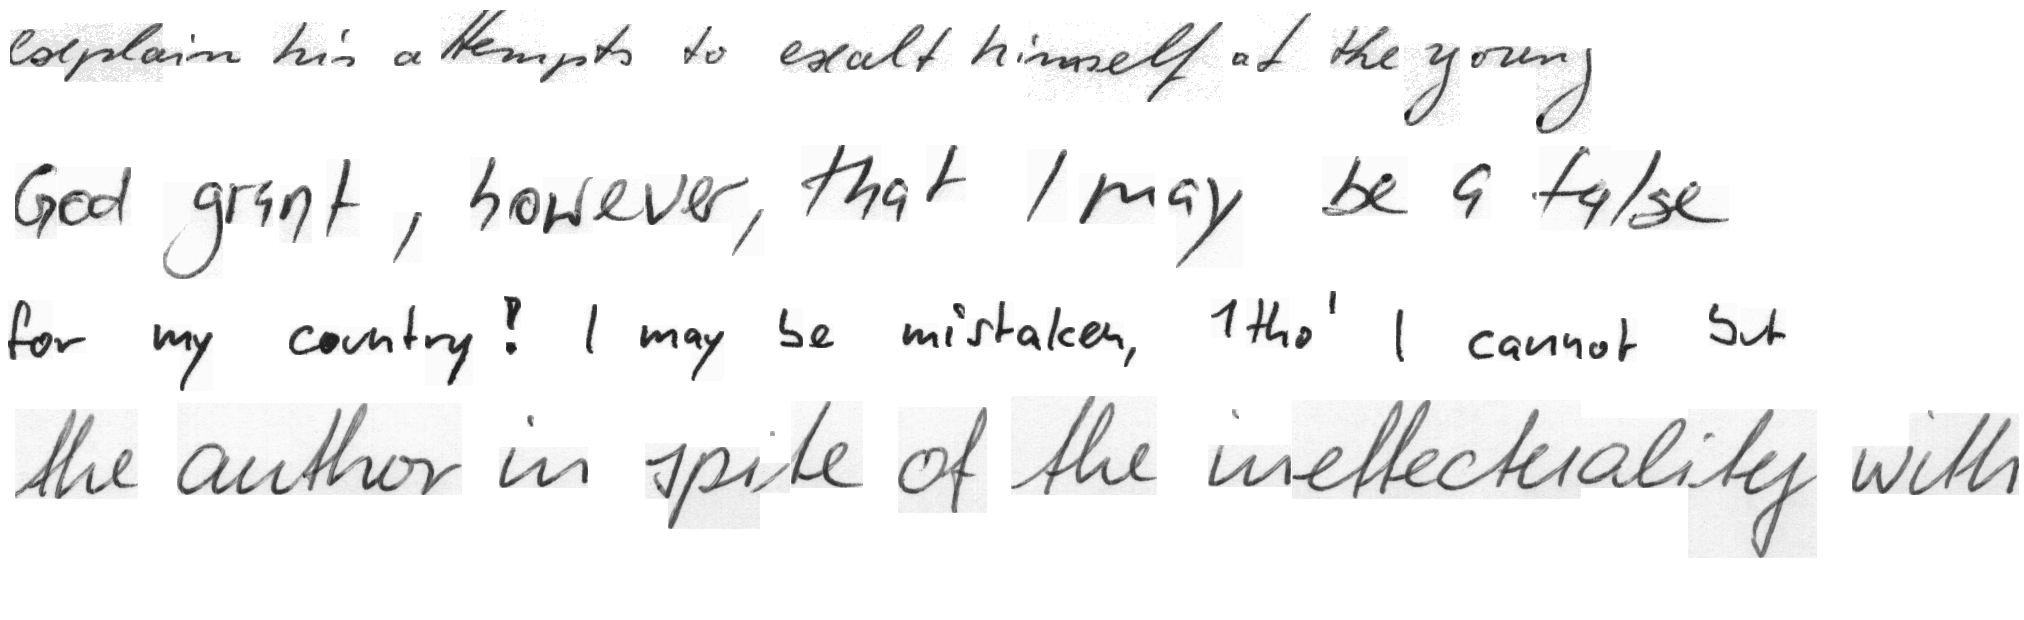 explain his attempts to exalt himself at the young
God grant, however, that I may be a false
for my country! I may be mistaken, 'tho' I cannot but
the author in spite of the ineffectuality with